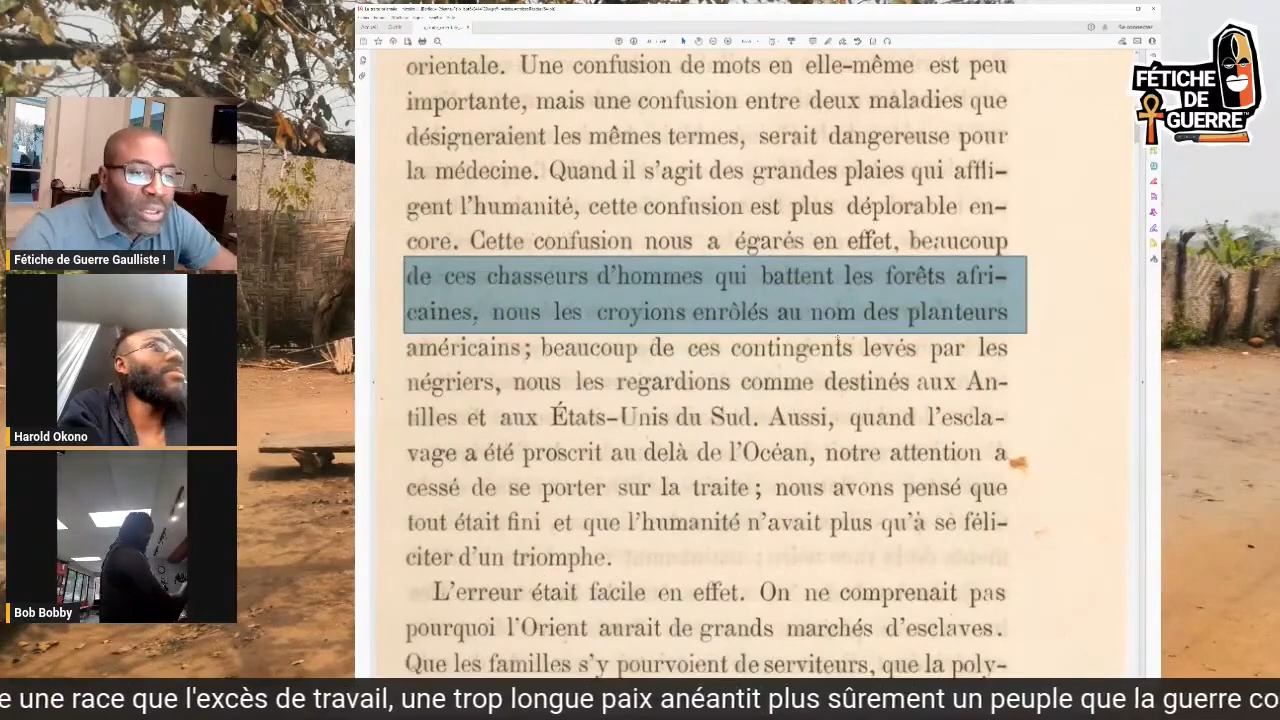 FÉTICHE
DE
GUERRE
Fétiche de Guerre Gaulliste !
Harold Okono
Bob Bobby
Se connecter
orientale. Une confusion de mots en elle-même est peu
importante, mais une confusion entre deux maladies que
désigneraient les mêmes termes, serait dangereuse pour
la médecine. Quand il s'agit des grandes plaies qui affli-
gent l'humanité, cette confusion est plus déplorable en-
core. Cette confusion nous a égarés en effet, beaucoup
de ces chasseurs d'hommes qui battent les forêts afri-
caines, nous les croyions enrôlés au nom des planteurs
américains; beaucoup de ces contingents levés par les
négriers, nous les regardions comme destinés aux An-
tilles et aux États-Unis du Sud. Aussi, quand l'escla-
vage a été proscrit au delà de l'Océan, notre attention a
cessé de se porter sur la traite; nous avons pensé que
tout était fini et que l'humanité n'avait plus qu'à se féli-
citer d'un triomphe.
L'erreur était facile en effet. On ne comprenait pas
pourquoi l'Orient aurait de grands marchés d'esclaves.
Que les familles s'y pourvoient de serviteurs, que la poly-
e une race que l'excès de travail, une trop longue paix anéantit plus sûrement un peuple que la guerre co